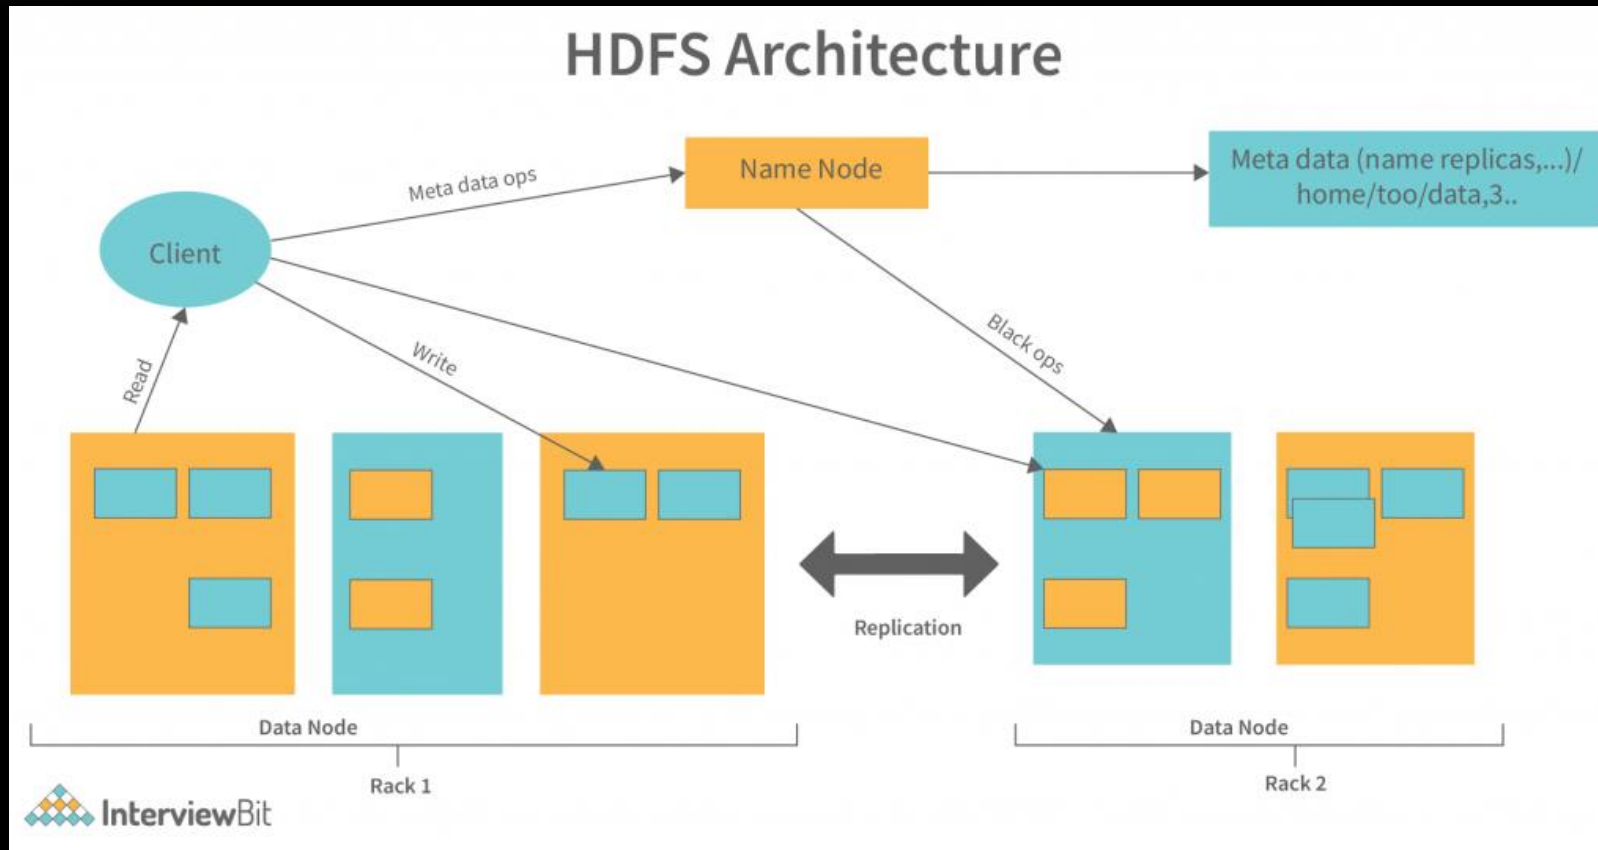 HDFS Architecture
Name Node
Meta data (name replicas,...)/
home/too/data,3..
Meta data ops
Client
Black ops
Write
Read
Replication
Data Node
Data Node
Rack 1
Rack 2
InterviewBit